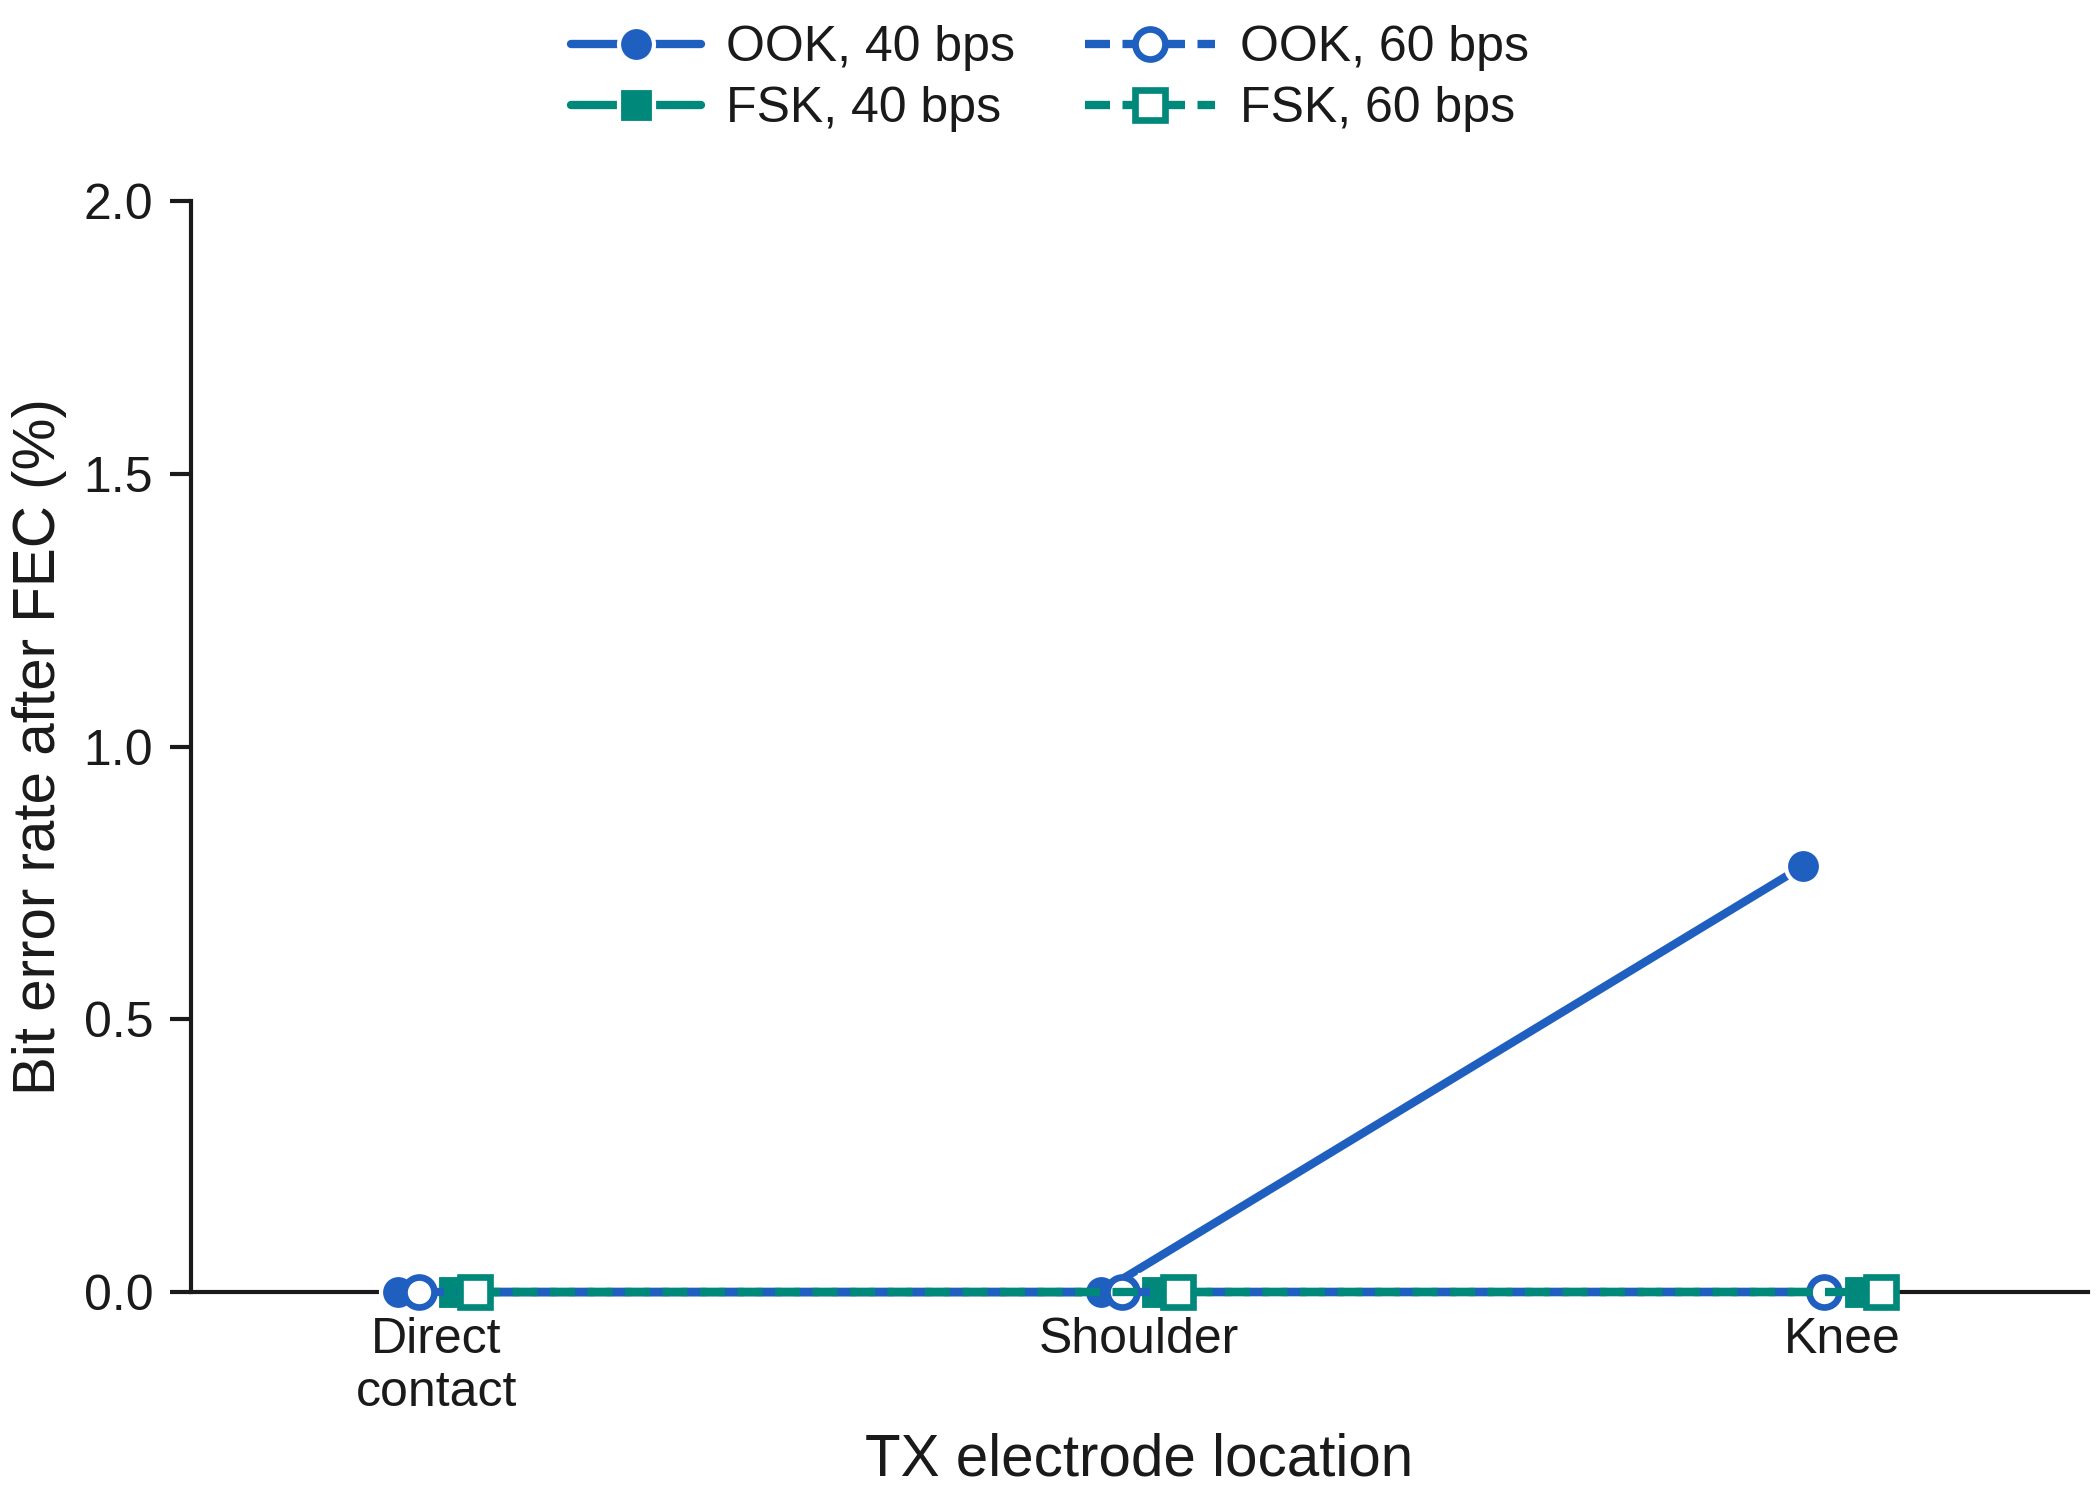 OOK, 40 bps
OOK, 60 bps
FSK, 40 bps
FSK, 60 bps
Bit error rate after FEC (%)
2.0
1.5
1.0
0.5
0.0
Direct
contact
Shoulder
Knee
TX electrode location